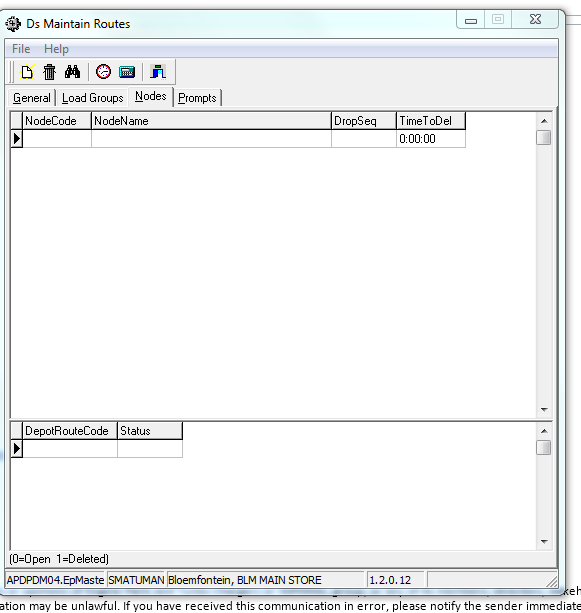 Ds Maintain Routes
File Help
General Load Groups Nodes Prompts
NodeCode NodeName DropSeq TimeToDel
0:00:00
DepotRouteCode Status
(0=Open 1=Deleted)
APDPDM04.EpMaste SMATUMAN Bloemfontein, BLM MAIN STORE 1.2.0.12
ation may be unlawful. If you have received this communication in error, please notify the sender immediat